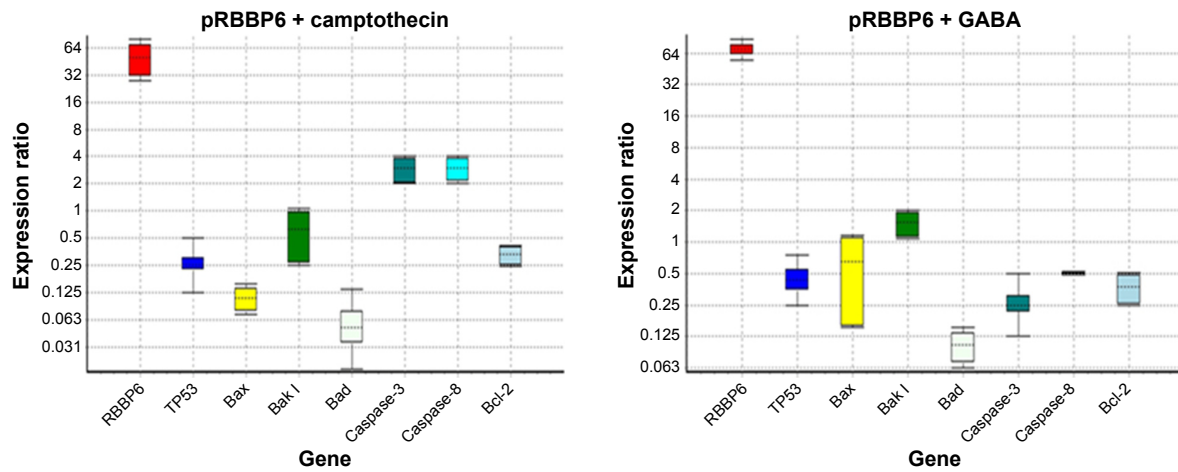 pRBBP6 + camptothecin
Expression ratio
64
32
16
8
4
2
1
0.5
0.25
0.125
0.063
0.031
RBBP6
TP53
Bax
Bak I
Bad
Caspase-3
Caspase-8
Bcl-2
Gene
pRBBP6 + GABA
Expression ratio
64
32
16
8
4
2
1
0.5
0.25
0.125
0.063
RBBP6
TP53
Bax
Bak I
Bad
Caspase-3
Caspase-8
Bcl-2
Gene